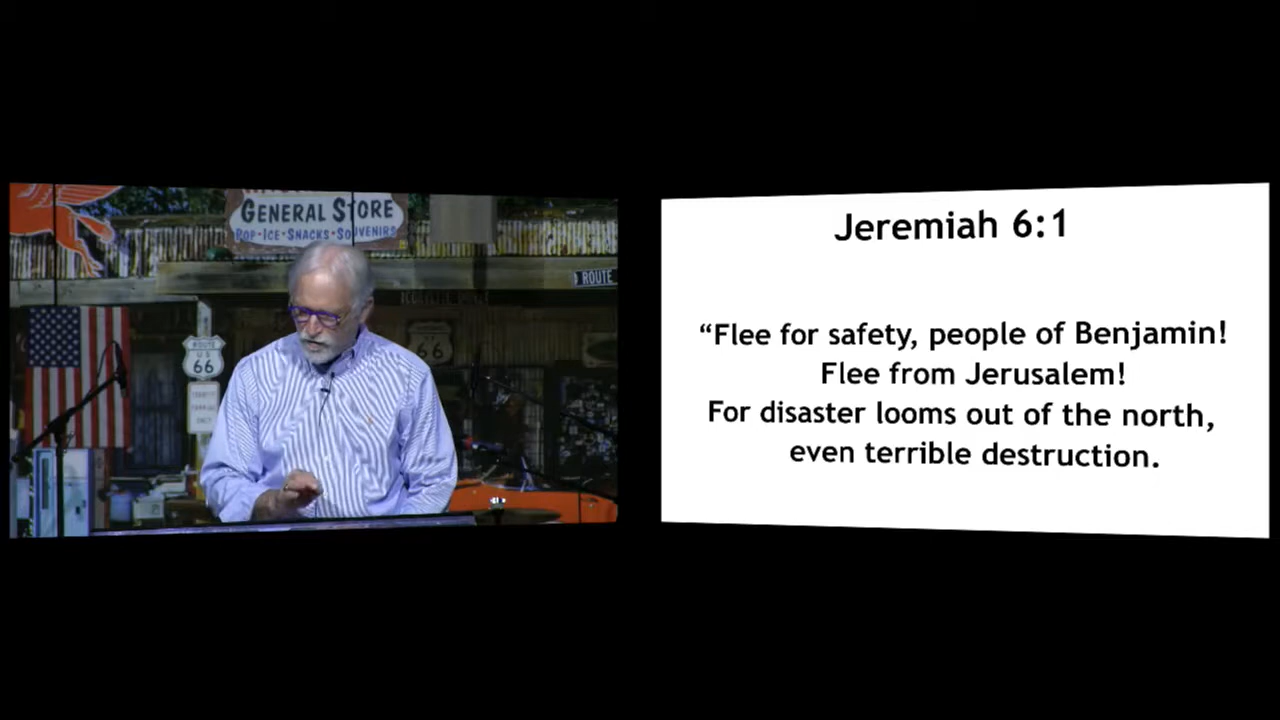 GENERAL STORE
POP-ICE-SNACKS-SOUVENIRS
ROUTE
ROUTE
U S
66
66
Jeremiah 6:1
“Flee for safety, people of Benjamin!
Flee from Jerusalem!
For disaster looms out of the north,
even terrible destruction.